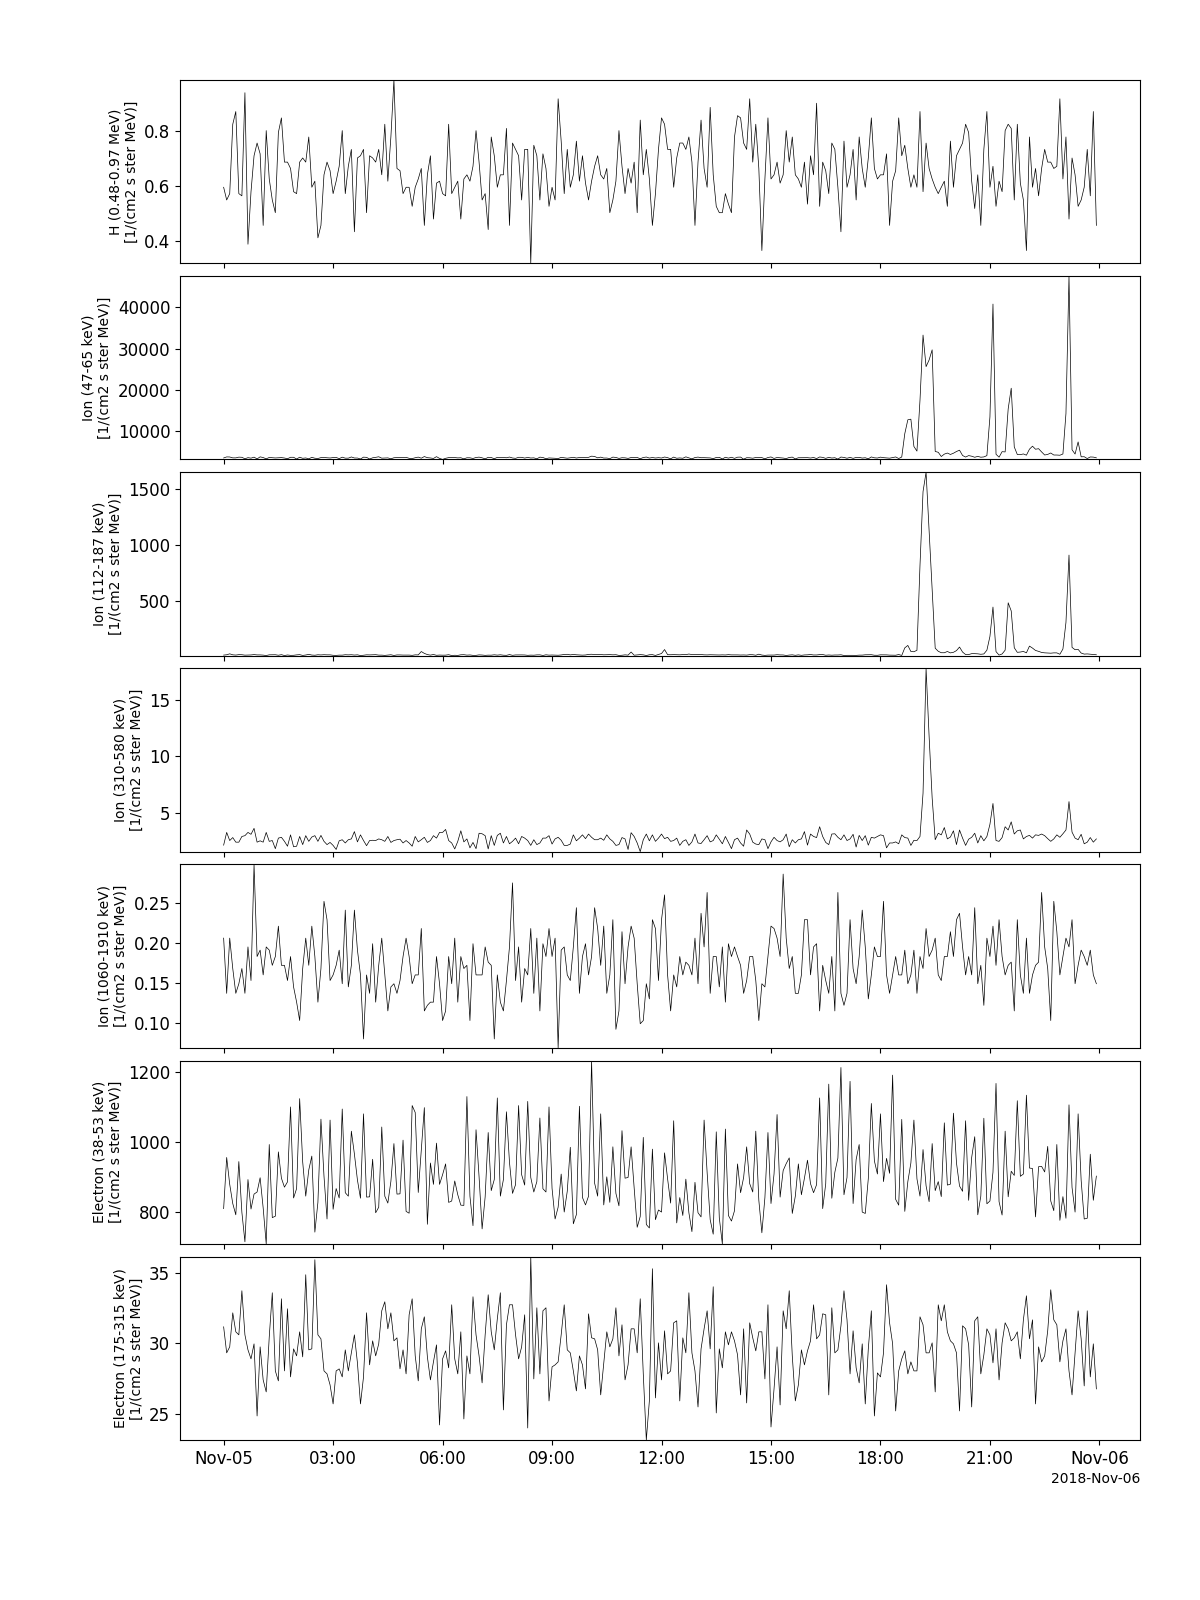 H (0.48-0.97 MeV)
[1/(cm2 s ster MeV)]
0.8
0.6
0.4
Ion (47-65 keV)
[1/(cm2 s ster MeV)]
40000
30000
20000
10000
Ion (112-187 keV)
[1/(cm2 s ster MeV)]
1500
1000
500
Ion (310-580 keV)
[1/(cm2 s ster MeV)]
15
10
5
Ion (1060-1910 keV)
[1/(cm2 s ster MeV)]
0.25
0.20
0.15
0.10
Electron (38-53 keV)
[1/(cm2 s ster MeV)]
1200
1000
800
Electron (175-315 keV)
[1/(cm2 s ster MeV)]
35
30
25
Nov-05 03:00 06:00 09:00 12:00 15:00 18:00 21:00 Nov-06
2018-Nov-06